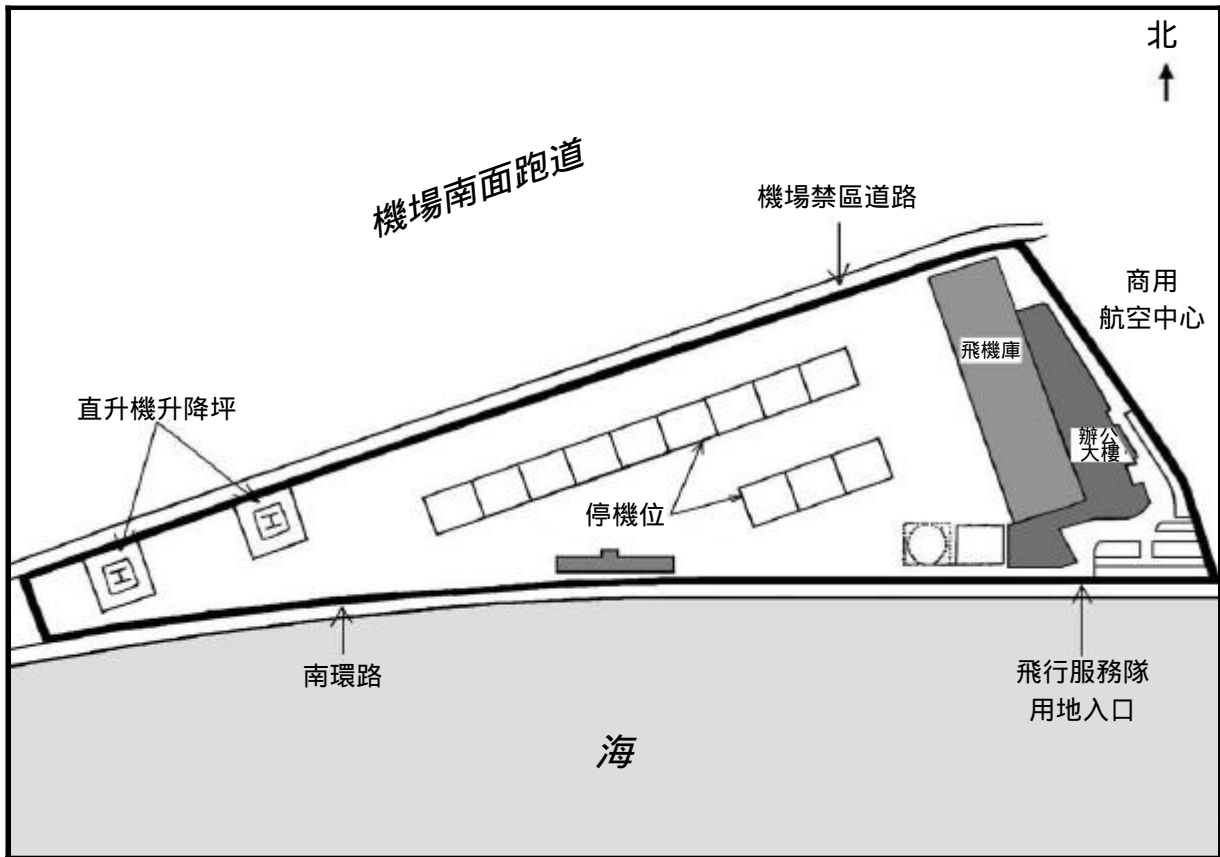 北
機場南面跑道
機場禁區道路
商用
航空中心
飛機庫
直升機升降坪
辦公
大樓
停機位
H
H
南環路
飛行服務隊
用地入口
海